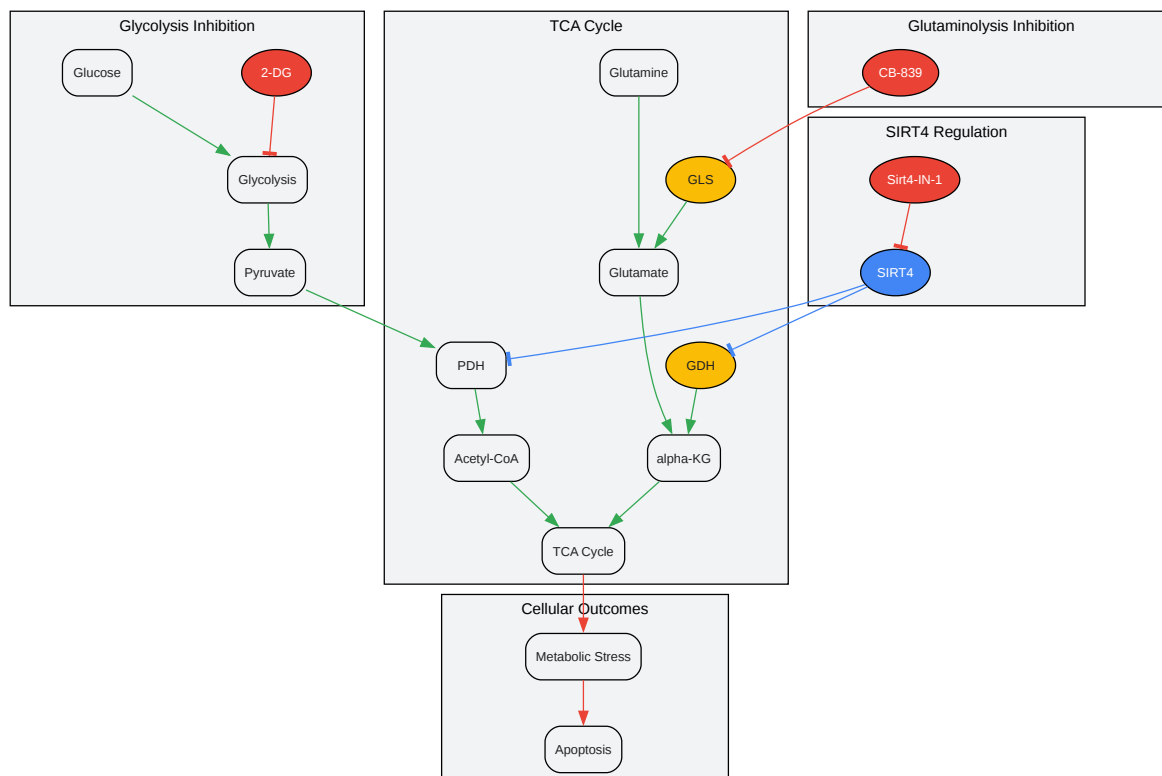 Glycolysis Inhibition
TCA Cycle
Glutaminolysis Inhibition
Glucose
2-DG
Glutamine
CB-839
SIRT4 Regulation
Glycolysis
GLS
Sirt4-IN-1
Pyruvate
Glutamate
SIRT4
PDH
GDH
Acetyl-CoA
alpha-KG
TCA Cycle
Cellular Outcomes
Metabolic Stress
Apoptosis